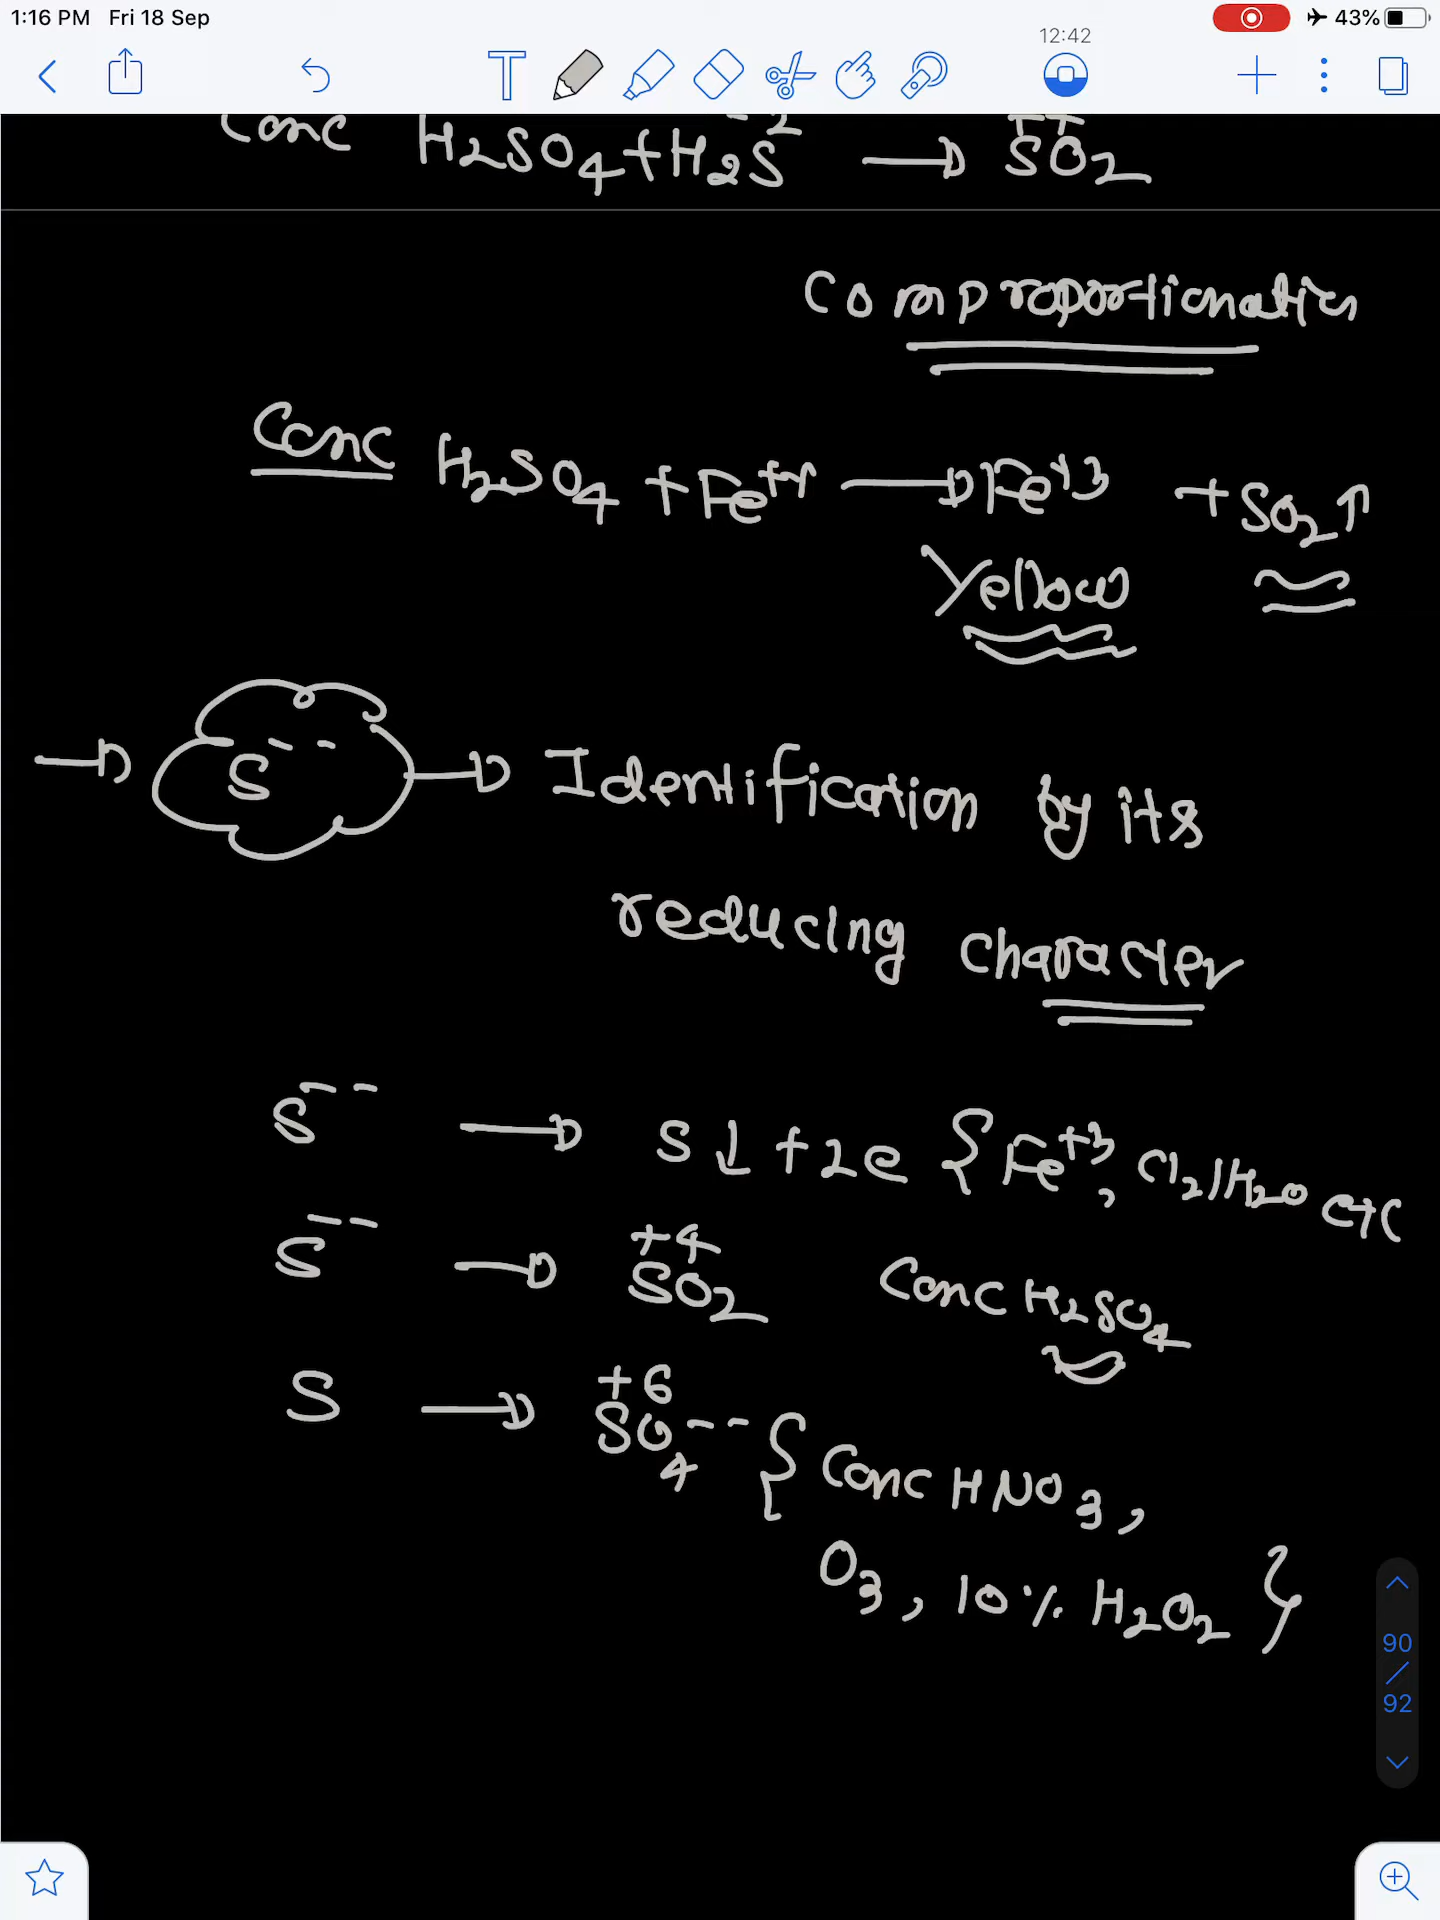 1:16 PM Fri 18 Sep 43%
12:42
T
Conc H2SO4 + H2S⁻² → SO2
Comproportionation
Conc H2SO4 + Fe⁺⁺ → Fe⁺³ + SO2↑
Yellow
→ S⁻⁻ → Identification by its
reducing character
S⁻⁻ → S↓ + 2e { Fe⁺³, Cl2/H2O etc
S⁻⁻ → SO2 +4 Conc H2SO4
S → SO4⁻⁻ +6 { Conc HNO3,
O3, 10% H2O2 }
90
/
92